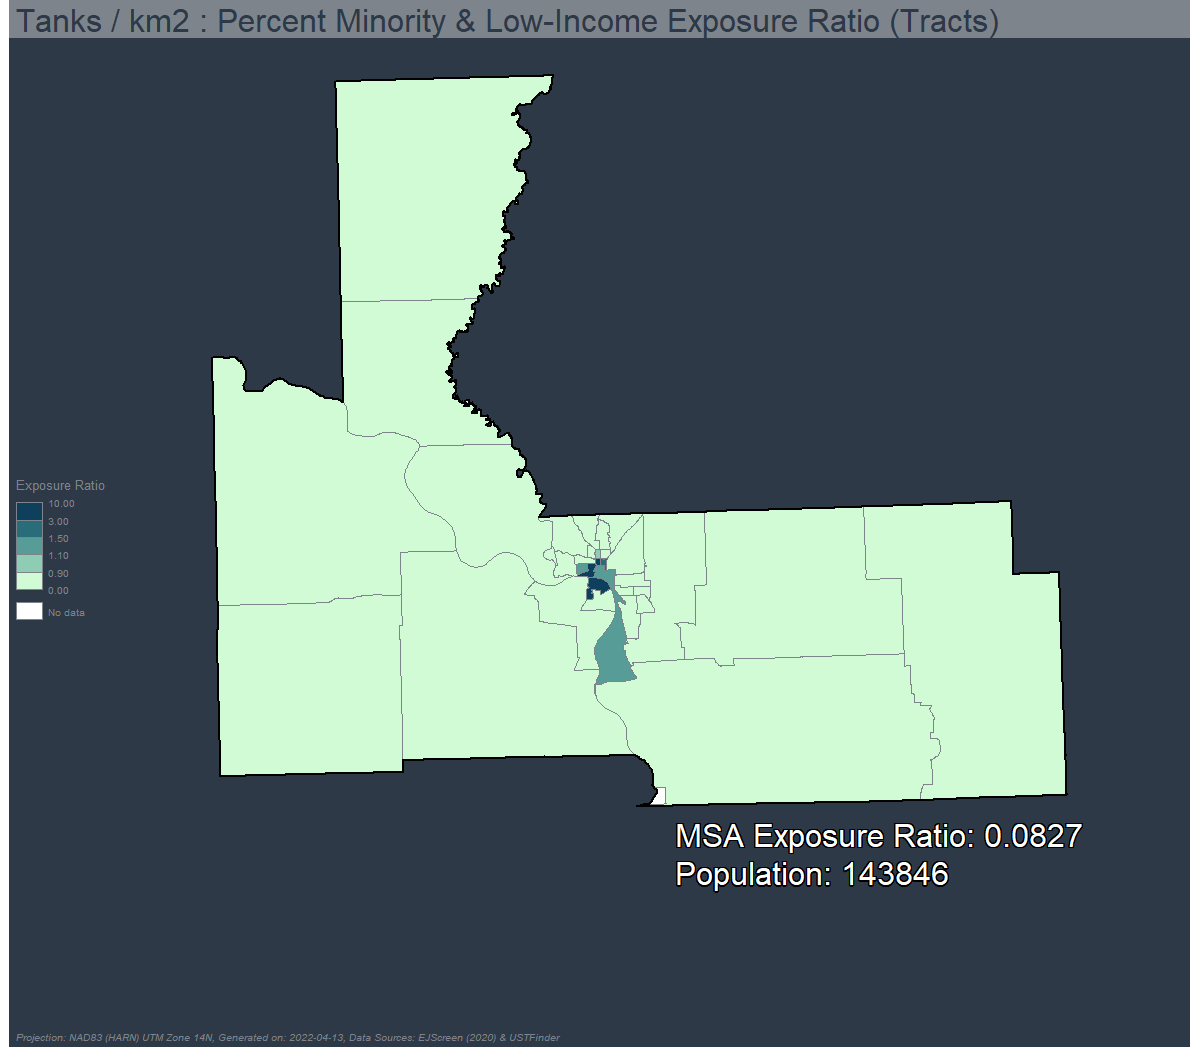 Tanks / km2 : Percent Minority & Low-Income Exposure Ratio (Tracts)
Exposure Ratio
10.00
3.00
1.50
1.10
0.90
0.00
No data
MSA Exposure Ratio: 0.0827
Population: 143846
Projection: NAD83 (HARN) UTM Zone 14N, Generated on: 2022-04-13, Data Sources: EJScreen (2020) & USTFinder